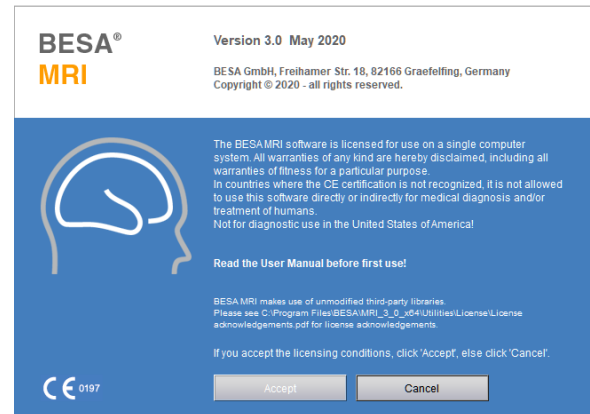 BESA®
MRI
Version 3.0 May 2020
BESA GmbH, Freihamer Str. 18, 82166 Graefelfing, Germany
Copyright © 2020 - all rights reserved.
The BESA MRI software is licensed for use on a single computer
system. All warranties of any kind are hereby disclaimed, including all
warranties of fitness for a particular purpose.
In countries where the CE certification is not recognized, it is not allowed
to use this software directly or indirectly for medical diagnosis and/or
treatment of humans.
Not for diagnostic use in the United States of America!
Read the User Manual before first use!
BESA MRI makes use of unmodified third-party libraries.
Please see C:\Program Files\BESA\MRI_3_0_x64\Utilities\License\License
acknowledgements.pdf for license acknowledgements.
If you accept the licensing conditions, click 'Accept', else click 'Cancel'.
CE 0197
Accept
Cancel